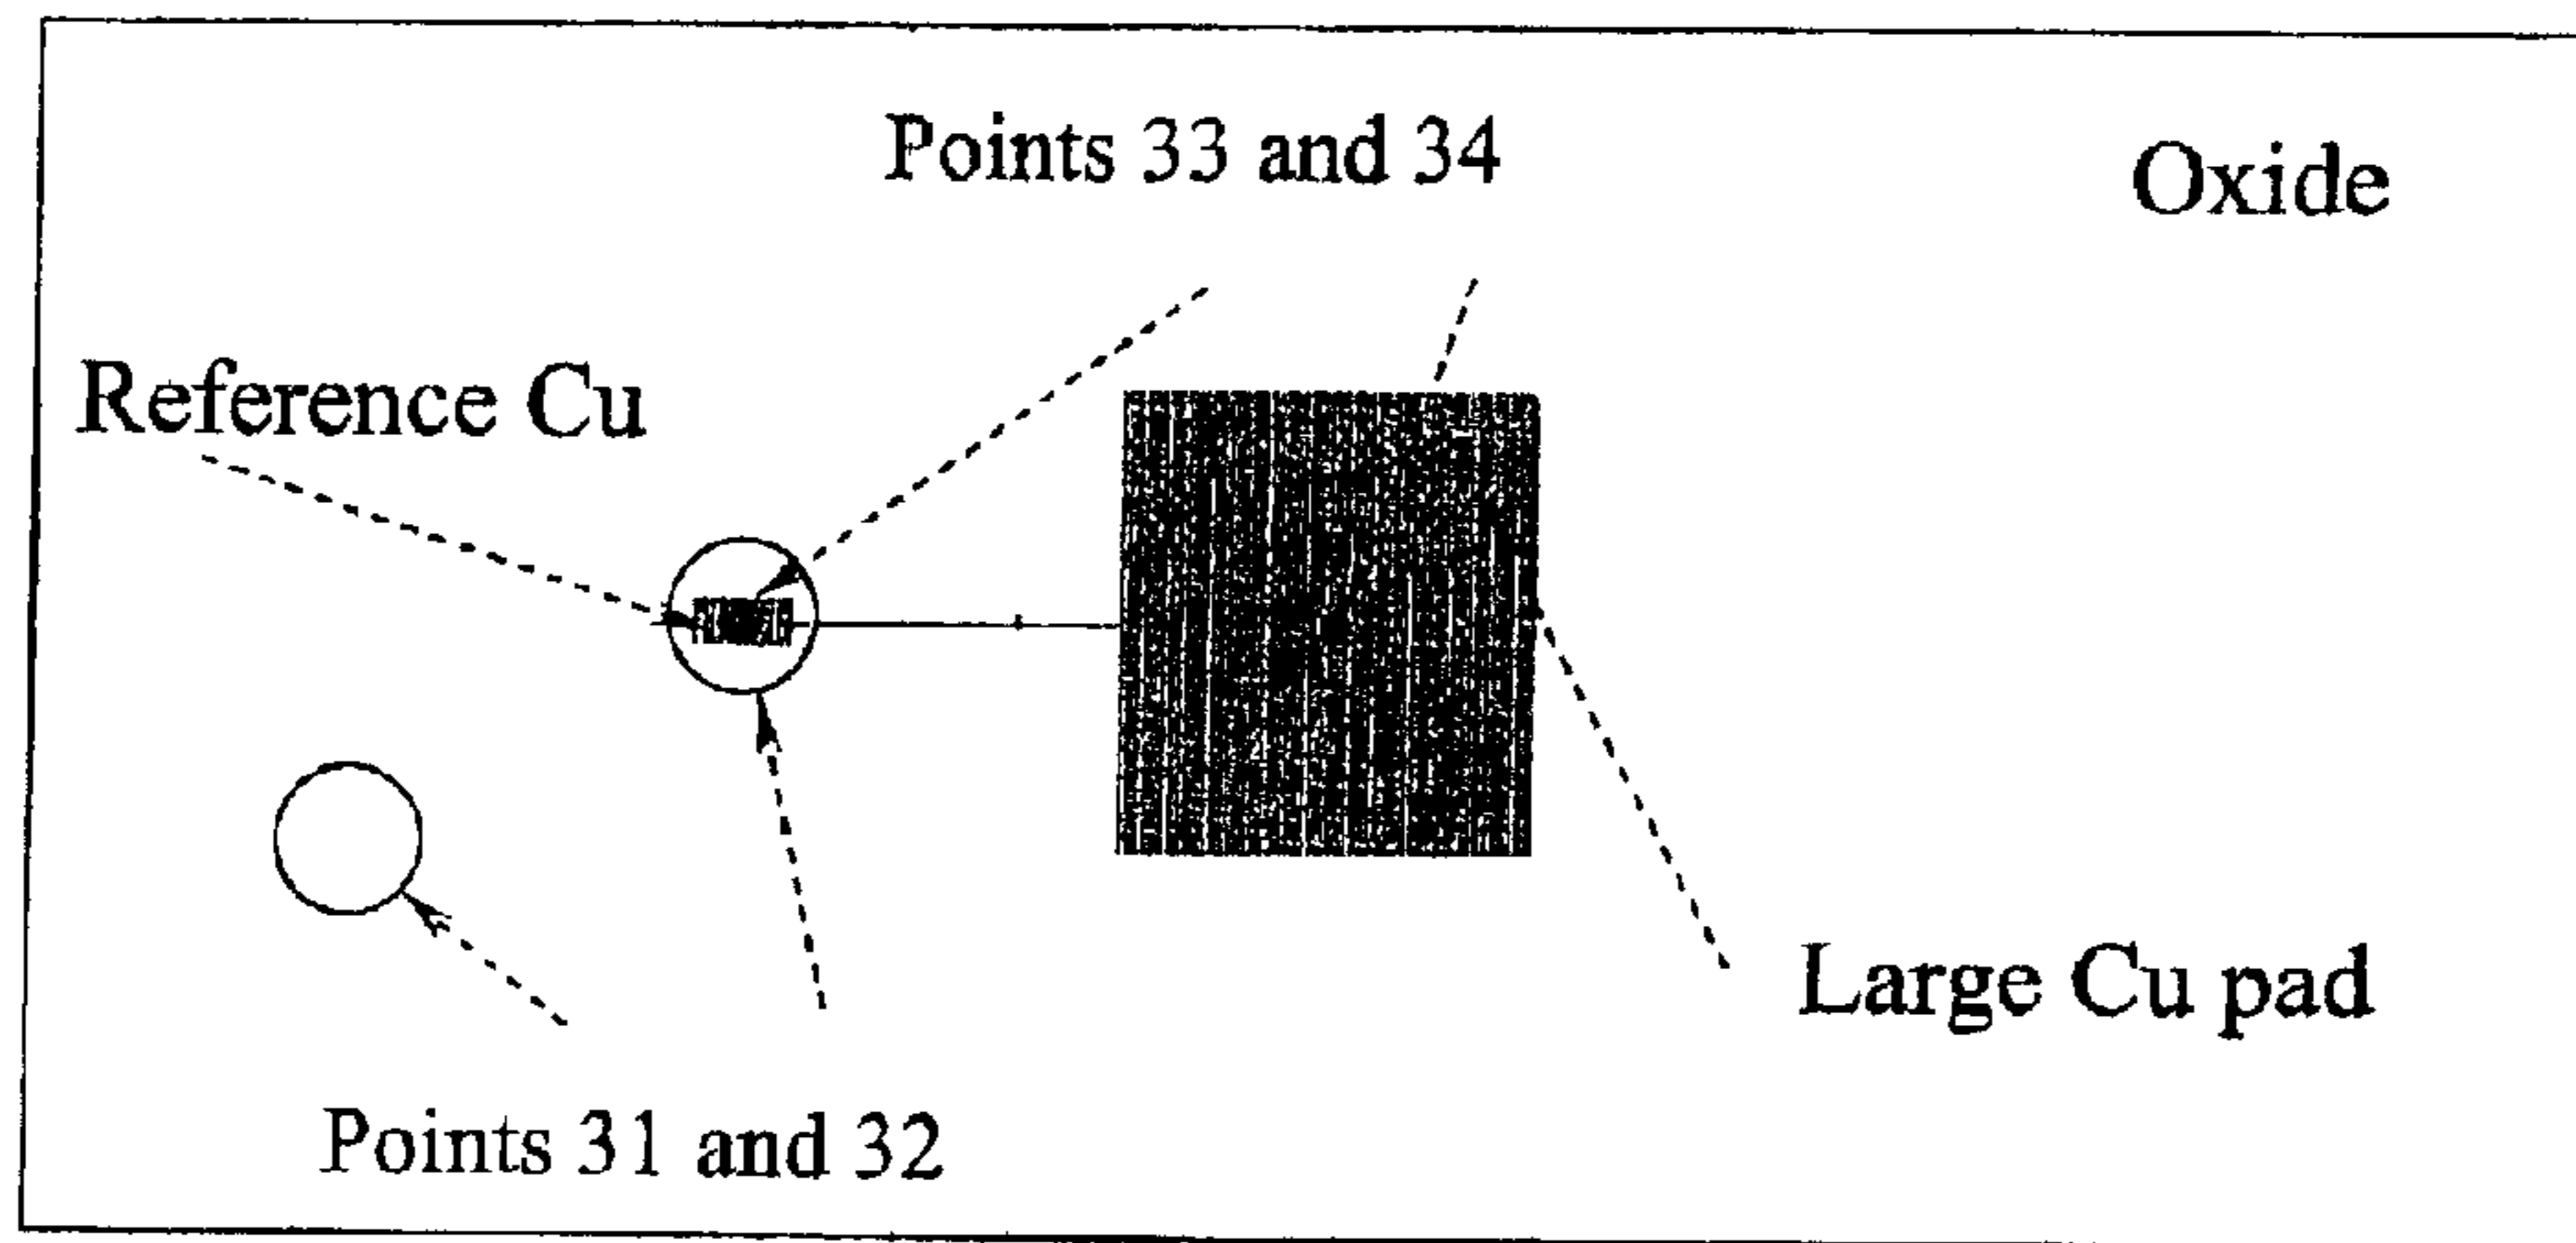 Points 33 and 34
Oxide
Reference Cu
Large Cu pad
Points 31 and 32